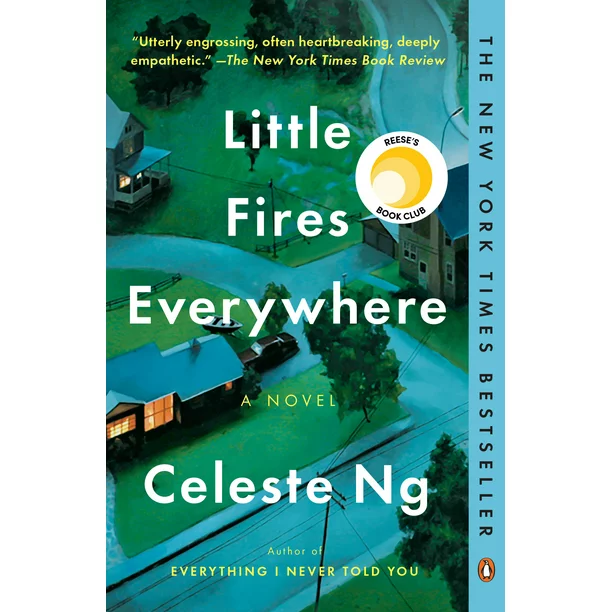 “Utterly engrossing, often heartbreaking, deeply
empathetic.” —The New York Times Book Review
Little
Fires
Everywhere
REESE'S
BOOK CLUB
A NOVEL
Celeste Ng
Author of
EVERYTHING I NEVER TOLD YOU
THE NEW YORK TIMES BESTSELLER